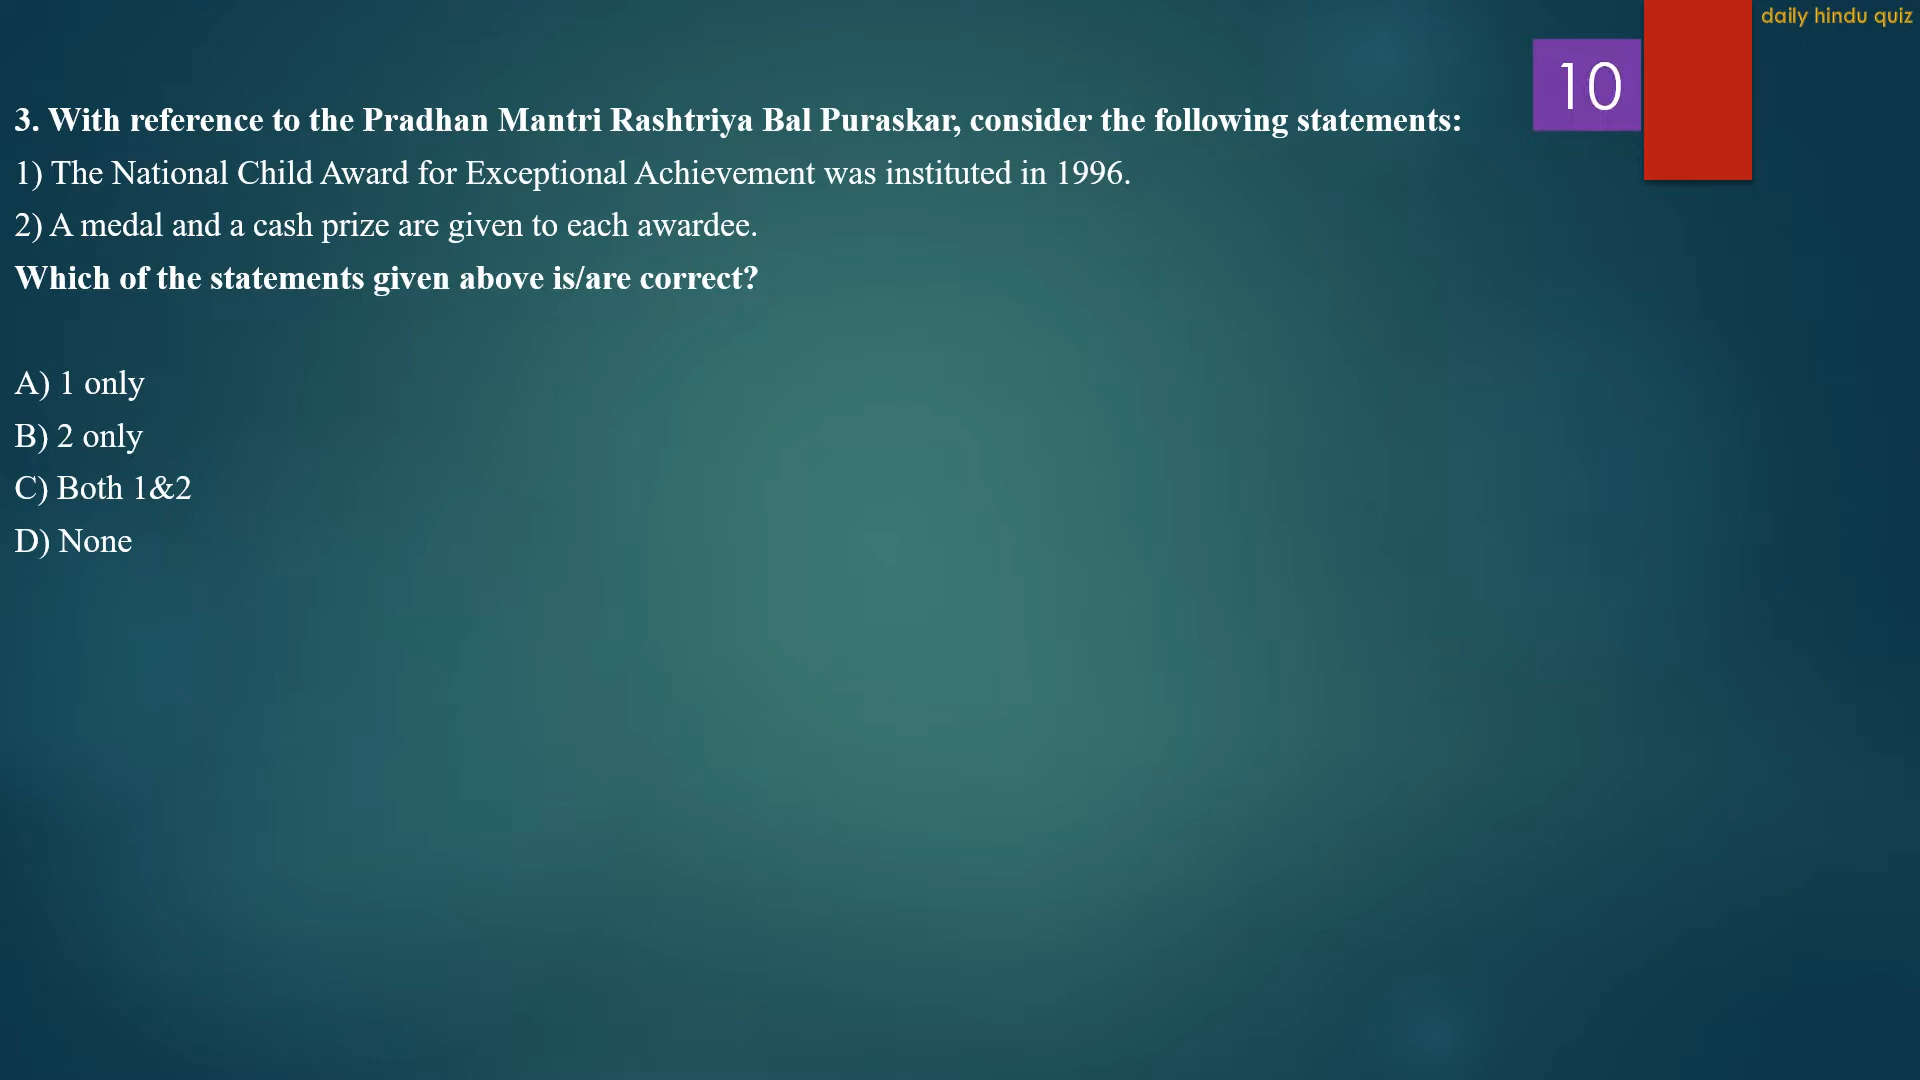 daily hindu quiz
10
3. With reference to the Pradhan Mantri Rashtriya Bal Puraskar, consider the following statements:
1) The National Child Award for Exceptional Achievement was instituted in 1996.
2) A medal and a cash prize are given to each awardee.
Which of the statements given above is/are correct?
A) 1 only
B) 2 only
C) Both 1&2
D) None